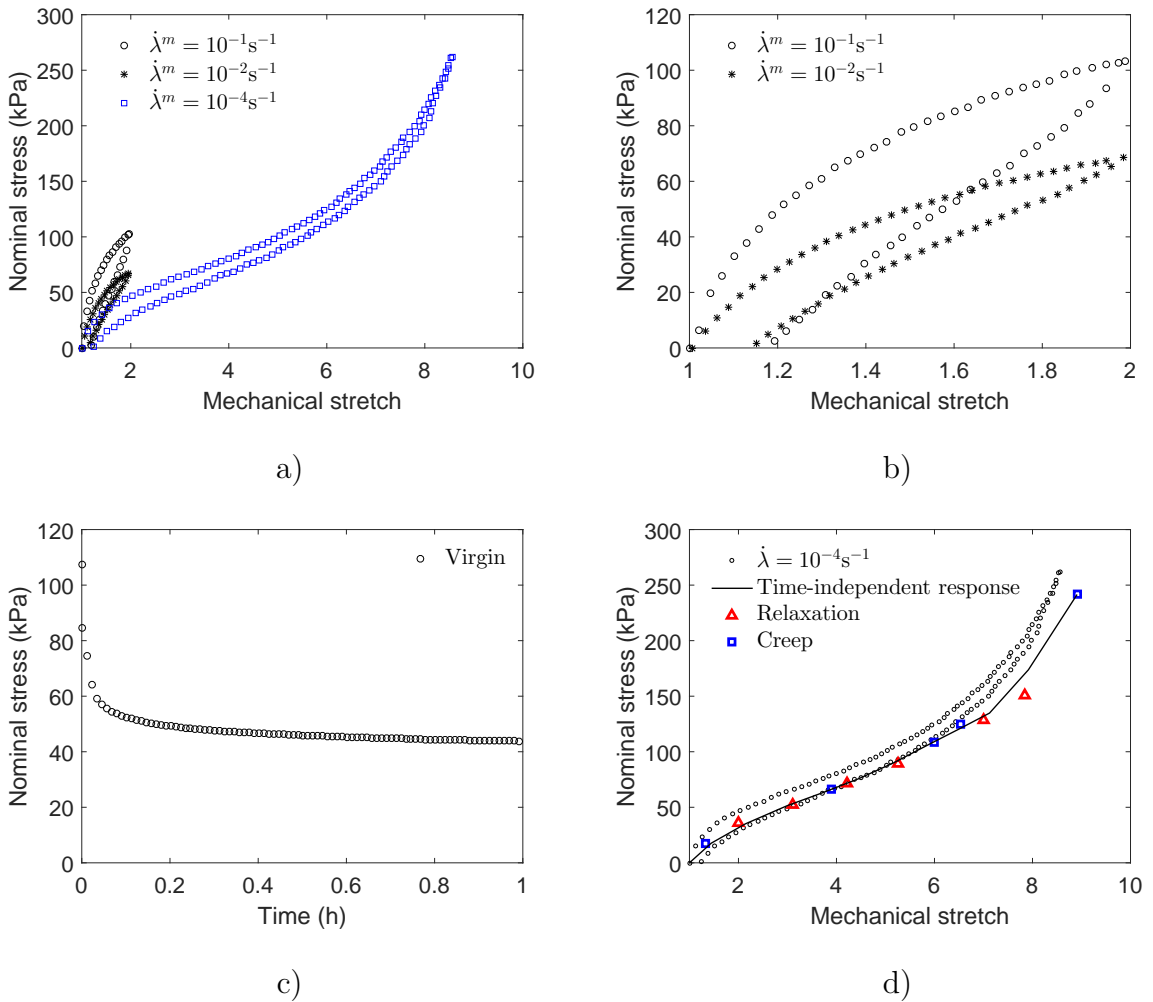 300
250
200
150
100
50
0
2
4
6
8
10
Nominal stress (kPa)
Mechanical stretch
λ̇ᵐ = 10⁻¹s⁻¹
λ̇ᵐ = 10⁻²s⁻¹
λ̇ᵐ = 10⁻⁴s⁻¹
a)
120
100
80
60
40
20
0
1
1.2
1.4
1.6
1.8
2
Nominal stress (kPa)
Mechanical stretch
λ̇ᵐ = 10⁻¹s⁻¹
λ̇ᵐ = 10⁻²s⁻¹
b)
120
100
80
60
40
20
0
0
0.2
0.4
0.6
0.8
1
Nominal stress (kPa)
Time (h)
Virgin
c)
300
250
200
150
100
50
0
2
4
6
8
10
Nominal stress (kPa)
Mechanical stretch
λ̇ = 10⁻⁴s⁻¹
Time-independent response
Relaxation
Creep
d)